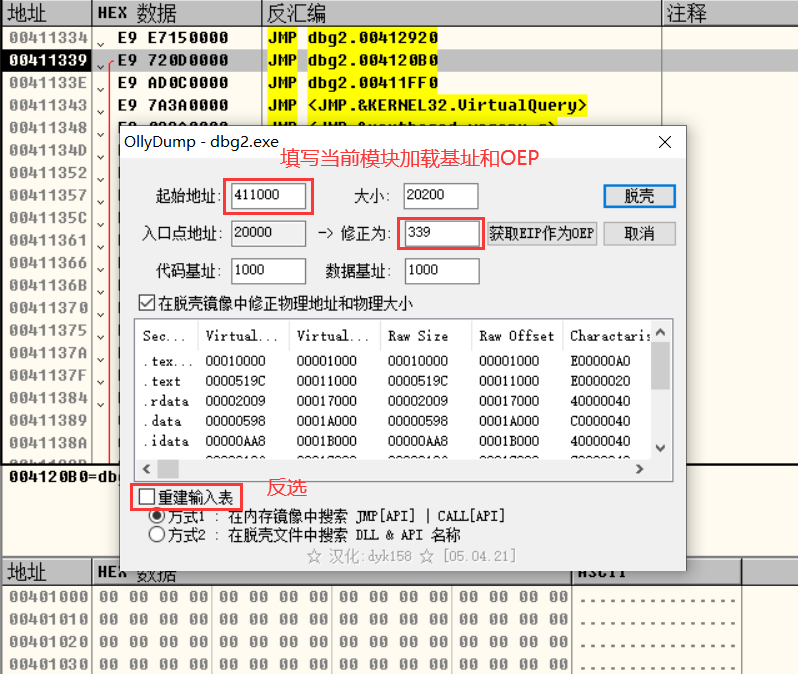 地址 HEX 数据 反汇编 注释
00411334 E9 E7150000 JMP dbg2.00412920
00411339 E9 720D0000 JMP dbg2.004120B0
0041133E E9 AD0C0000 JMP dbg2.00411FF0
00411343 E9 7A3A0000 JMP <JMP.&KERNEL32.VirtualQuery>
00411348
0041134D
00411352
00411357
0041135C
00411361
00411366
0041136B
00411370
00411375
0041137A
0041137F
00411384
00411389
0041138A
OllyDump - dbg2.exe
填写当前模块加载基址和OEP
起始地址: 411000 大小: 20200 脱壳
入口点地址: 20000 -> 修正为: 339 获取EIP作为OEP 取消
代码基址: 1000 数据基址: 1000
在脱壳镜像中修正物理地址和物理大小
Sec... Virtual... Virtual... Raw Size Raw Offset Charactaris
.tex... 00010000 00001000 00010000 00001000 E00000A0
.text 0000519C 00011000 0000519C 00011000 E0000020
.rdata 00002009 00017000 00002009 00017000 40000040
.data 00000598 0001A000 00000598 0001A000 C0000040
.idata 00000AA8 0001B000 00000AA8 0001B000 40000040
004120B0=dbg
重建输入表 反选
方式1 : 在内存镜像中搜索 JMP[API] | CALL[API]
方式2 : 在脱壳文件中搜索 DLL & API 名称
☆ 汉化:dyk158 ☆ [05.04.21]
地址 HEX 数据 ASCII
00401000 00 00 00 00 00 00 00 00 00 00 00 00 00 00 00 00 ................
00401010 00 00 00 00 00 00 00 00 00 00 00 00 00 00 00 00 ................
00401020 00 00 00 00 00 00 00 00 00 00 00 00 00 00 00 00 ................
00401030 00 00 00 00 00 00 00 00 00 00 00 00 00 00 00 00 ................